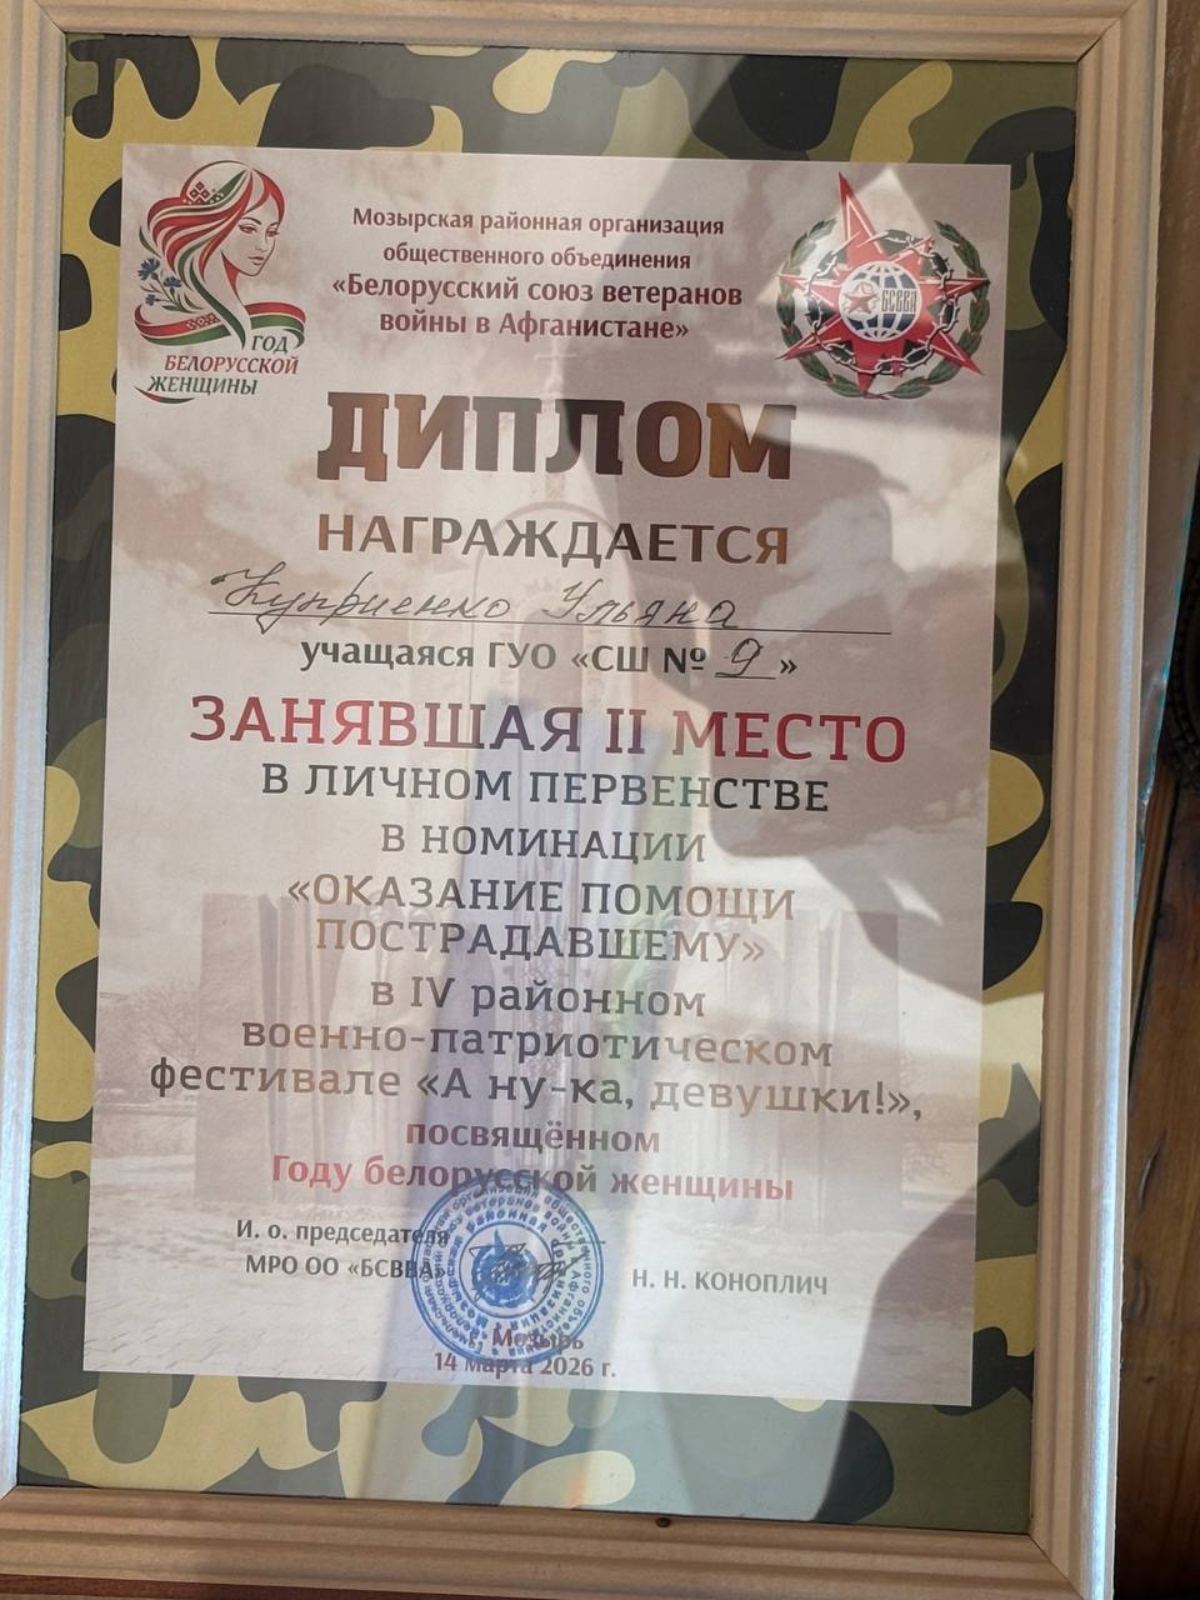 ГОД
БЕЛОРУССКОЙ
ЖЕНЩИНЫ
Мозырская районная организация
общественного объединения
«Белорусский союз ветеранов
войны в Афганистане»
БСВВА
ДИПЛОМ
НАГРАЖДАЕТСЯ
Куприенко Ульяна
учащаяся ГУО «СШ № 9»
ЗАНЯВШАЯ II МЕСТО
В ЛИЧНОМ ПЕРВЕНСТВЕ
В НОМИНАЦИИ
«ОКАЗАНИЕ ПОМОЩИ
ПОСТРАДАВШЕМУ»
в IV районном
военно-патриотическом
фестивале «А ну-ка, девушки!»,
посвящённом
Году белорусской женщины
И. о. председателя
МРО ОО «БСВВА»
Н. Н. КОНОПЛИЧ
г. Мозырь
14 марта 2026 г.